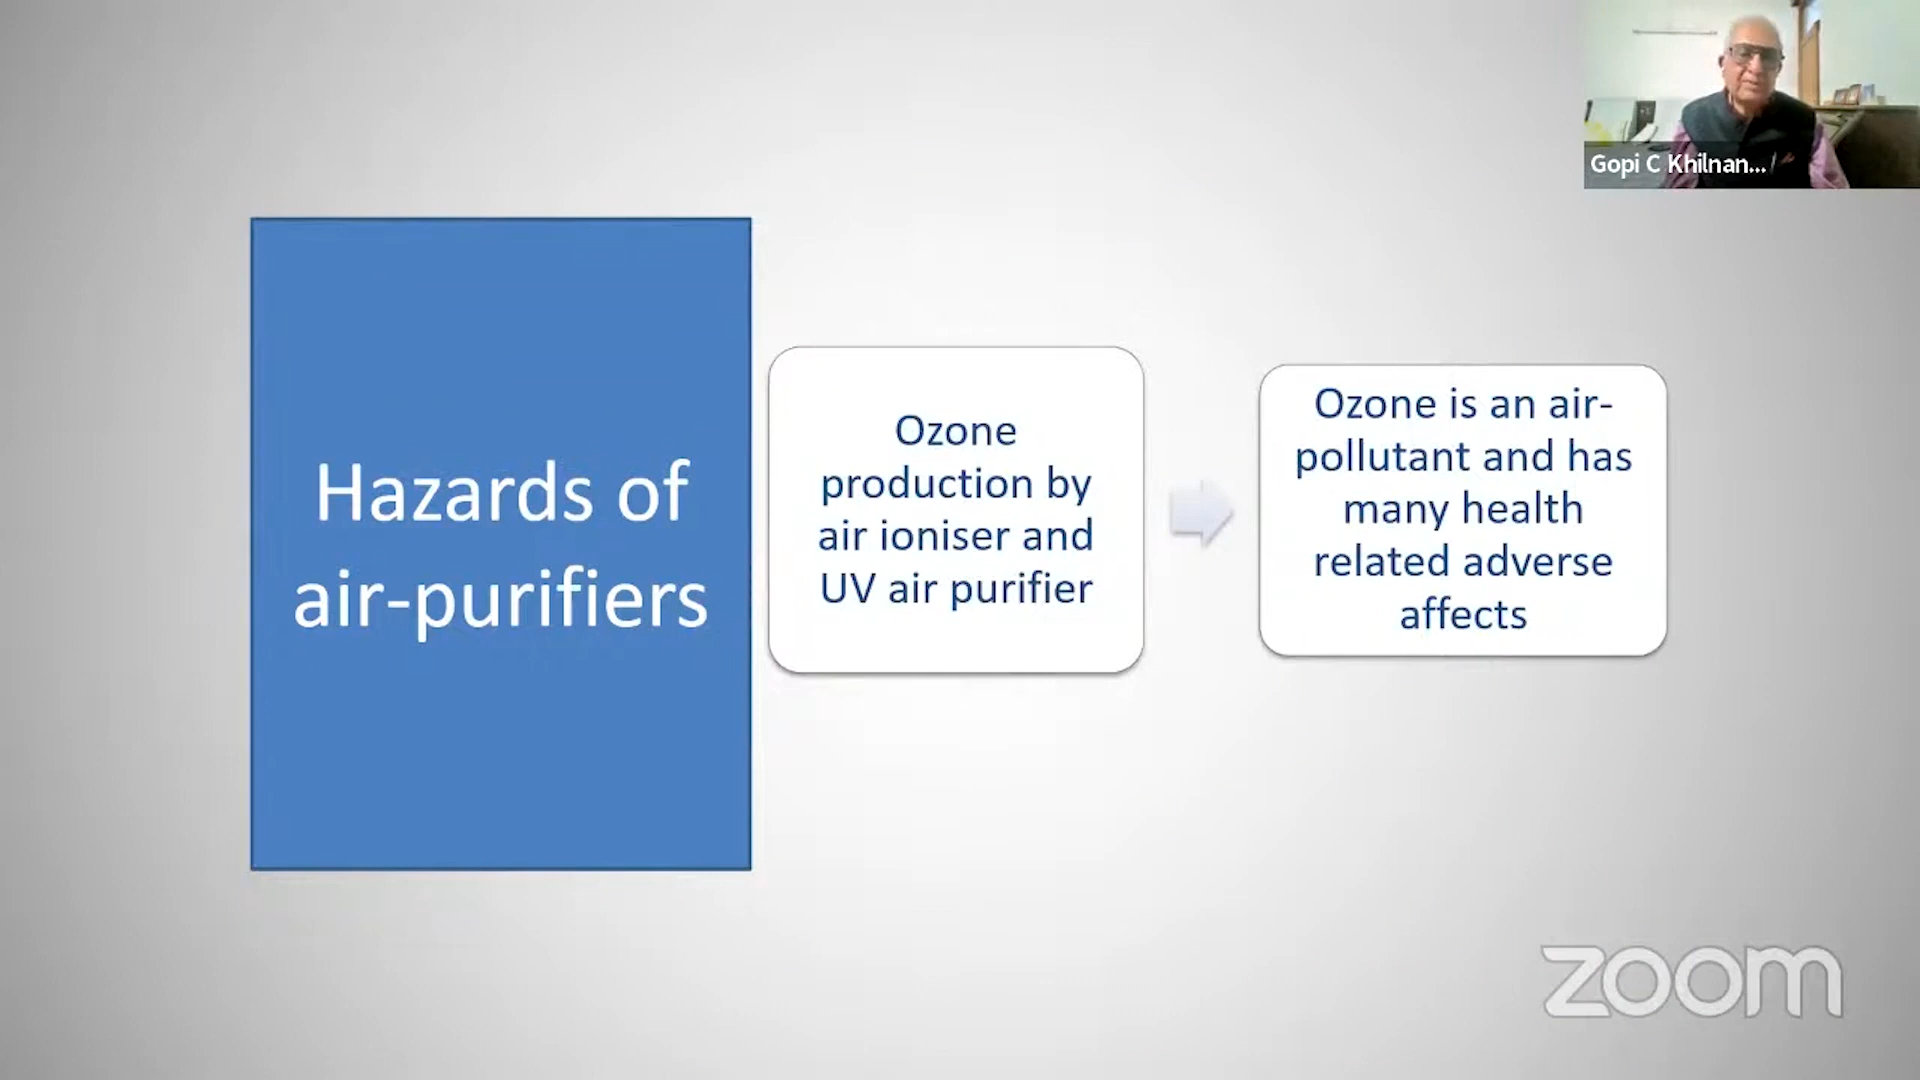 Gopi C Khilnan...
Hazards of
air-purifiers
Ozone
production by
air ioniser and
UV air purifier
Ozone is an air-
pollutant and has
many health
related adverse
affects
zoom